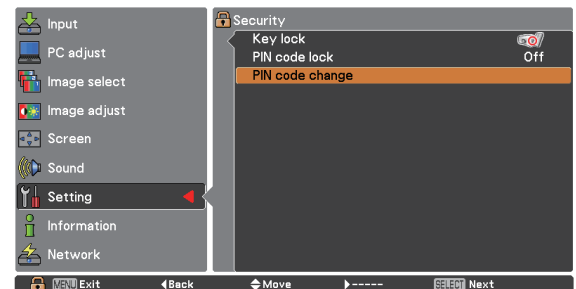 Input
PC adjust
Image select
Image adjust
Screen
Sound
Setting
Information
Network
Security
Key lock
PIN code lock Off
PIN code change
MENU Exit Back Move ----- SELECT Next